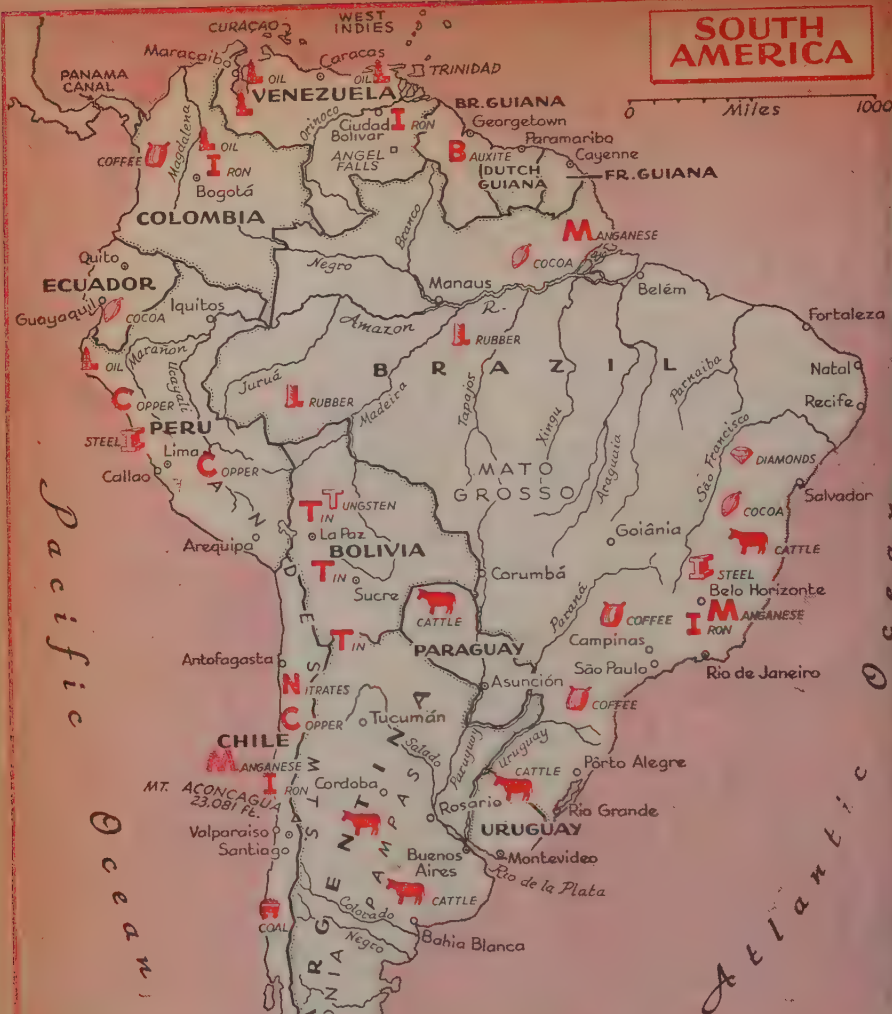 SOUTH
AMERICA
0 Miles 1000
WEST
INDIES
CURAÇAO
Maracaibo
Caracas
TRINIDAD
PANAMA
CANAL
OIL
OIL
VENEZUELA
BR. GUIANA
Georgetown
Orinoco
Ciudad
Bolivar
IRON
Paramaribo
Cayenne
ANGEL
FALLS
BAUXITE
DUTCH
GUIANA
FR. GUIANA
Magdalena
OIL
COFFEE
IRON
Bogotá
COLOMBIA
Branco
MANGANESE
COCOA
Quito
Negro
Manaus
Belém
ECUADOR
Guayaquil
COCOA
Iquitos
Amazon
R.
Fortaleza
OIL
Marañon
Ucayali
Juruá
RUBBER
RUBBER
BRAZIL
Madeira
Tapajos
Xingu
Araguaia
Parnaiba
Natal
Recife
COPPER
PERU
STEEL
Lima
Callao
COPPER
São Francisco
DIAMONDS
MATO
GROSSO
COCOA
Salvador
TUNGSTEN
TIN
La Paz
Arequipa
BOLIVIA
Goiânia
CATTLE
TIN
Sucre
Corumbá
STEEL
Belo Horizonte
CATTLE
Paraná
COFFEE
MANGANESE
IRON
Campinas
TIN
PARAGUAY
São Paulo
Rio de Janeiro
Antofagasta
Asunción
NITRATES
COFFEE
COPPER
Tucumán
CHILE
Salado
Paraguay
Uruguay
MANGANESE
CATTLE
Pôrto Alegre
IRON
MT. ACONCAGUA
23,081 FT.
Cordoba
Rosario
Rio Grande
URUGUAY
Valparaiso
Santiago
Buenos
Aires
Montevideo
Rio de la Plata
CATTLE
COAL
Colorado
Bahia Blanca
Negro
ANDES MTS.
ARGENTINA
PAMPAS
ONIA
Pacific
Ocean
Atlantic
Ocean